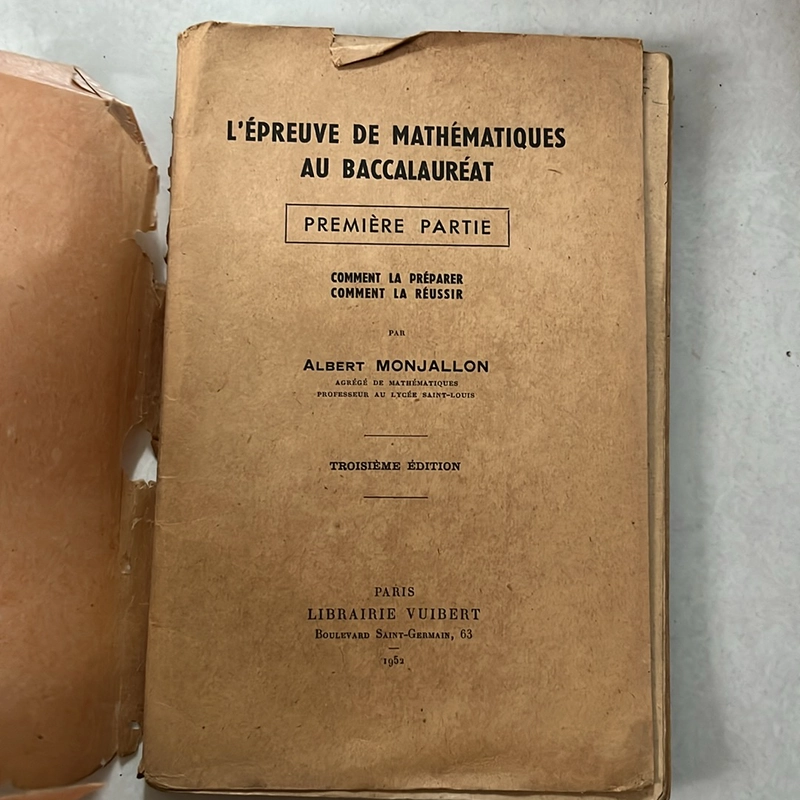 L'ÉPREUVE DE MATHÉMATIQUES
AU BACCALAURÉAT
PREMIÈRE PARTIE
COMMENT LA PRÉPARER
COMMENT LA RÉUSSIR
PAR
ALBERT MONJALLON
AGRÉGÉ DE MATHÉMATIQUES
PROFESSEUR AU LYCÉE SAINT-LOUIS
TROISIÈME ÉDITION
PARIS
LIBRAIRIE VUIBERT
BOULEVARD SAINT-GERMAIN, 63
1952